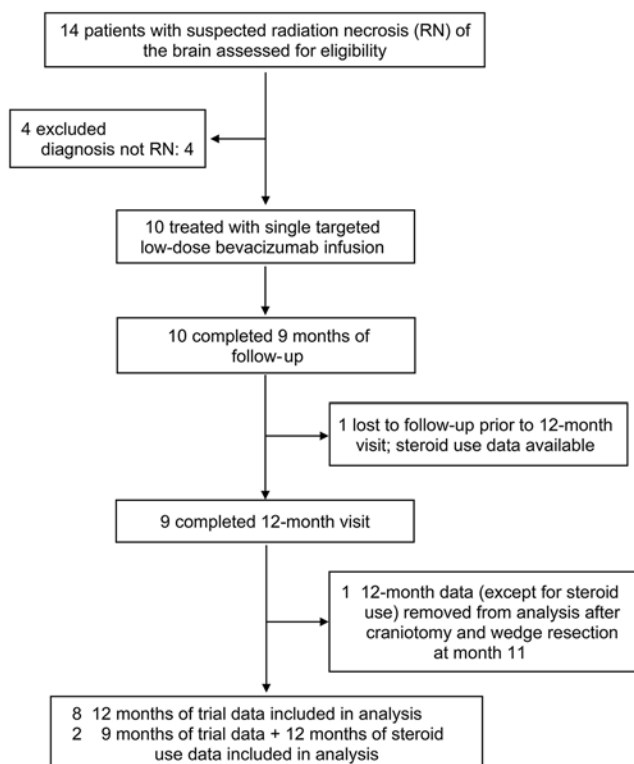 14 patients with suspected radiation necrosis (RN) of
the brain assessed for eligibility
4 excluded
diagnosis not RN: 4
10 treated with single targeted
low-dose bevacizumab infusion
10 completed 9 months of
follow-up
1 lost to follow-up prior to 12-month
visit; steroid use data available
9 completed 12-month visit
1 12-month data (except for steroid
use) removed from analysis after
craniotomy and wedge resection
at month 11
8 12 months of trial data included in analysis
2 9 months of trial data + 12 months of steroid
use data included in analysis